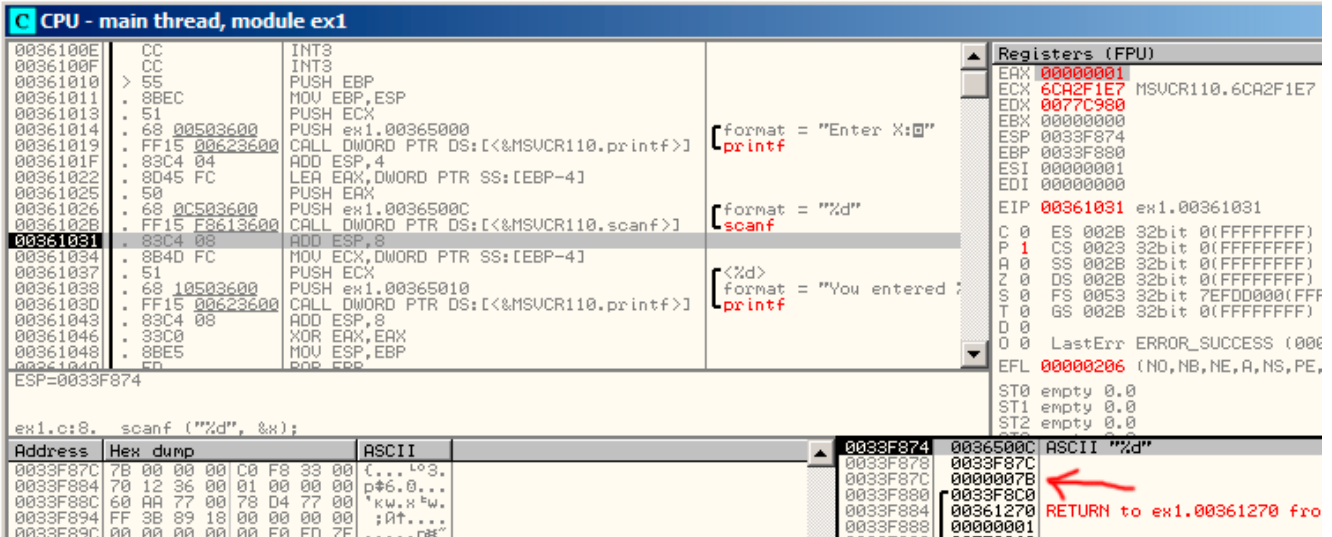 C CPU - main thread, module ex1
0036100E CC INT3
0036100F CC INT3
00361010 > 55 PUSH EBP
00361011 . 8BEC MOV EBP,ESP
00361013 . 51 PUSH ECX
00361014 . 68 00503600 PUSH ex1.00365000 format = "Enter X:"
00361019 . FF15 00623600 CALL DWORD PTR DS:[<&MSVCR110.printf>] printf
0036101F . 83C4 04 ADD ESP,4
00361022 . 8D45 FC LEA EAX,DWORD PTR SS:[EBP-4]
00361025 . 50 PUSH EAX
00361026 . 68 0C503600 PUSH ex1.0036500C format = "%d"
0036102B . FF15 F8613600 CALL DWORD PTR DS:[<&MSVCR110.scanf>] scanf
00361031 . 83C4 08 ADD ESP,8
00361034 . 8B4D FC MOV ECX,DWORD PTR SS:[EBP-4]
00361037 . 51 PUSH ECX <%d>
00361038 . 68 10503600 PUSH ex1.00365010 format = "You entered
0036103D . FF15 00623600 CALL DWORD PTR DS:[<&MSVCR110.printf>] printf
00361043 . 83C4 08 ADD ESP,8
00361046 . 33C0 XOR EAX,EAX
00361048 . 8BE5 MOV ESP,EBP
ESP=0033F874
ex1.c:8. scanf ("%d", &x);
Registers (FPU)
EAX 00000001
ECX 6CA2F1E7 MSVCR110.6CA2F1E7
EDX 0077C980
EBX 00000000
ESP 0033F874
EBP 0033F880
ESI 00000001
EDI 00000000
EIP 00361031 ex1.00361031
C 0 ES 002B 32bit 0(FFFFFFFF)
P 1 CS 0023 32bit 0(FFFFFFFF)
A 0 SS 002B 32bit 0(FFFFFFFF)
Z 0 DS 002B 32bit 0(FFFFFFFF)
S 0 FS 0053 32bit 7EFDD000(FFF
T 0 GS 002B 32bit 0(FFFFFFFF)
D 0
O 0 LastErr ERROR_SUCCESS (000
EFL 00000206 (NO,NB,NE,A,NS,PE,
ST0 empty 0.0
ST1 empty 0.0
ST2 empty 0.0
Address Hex dump ASCII
0033F87C 7B 00 00 00 C0 F8 33 00 {...└°3.
0033F884 70 12 36 00 01 00 00 00 p‡6.☺...
0033F88C 60 AA 77 00 78 D4 77 00
0033F894 FF 3B 89 18 00 00 00 00
0033F89C 00 00 00 00 00 E0 FD 7E
0033F874 0036500C ASCII "%d"
0033F878 0033F87C
0033F87C 0000007B
0033F880 0033F8C0
0033F884 00361270 RETURN to ex1.00361270 fro
0033F888 00000001